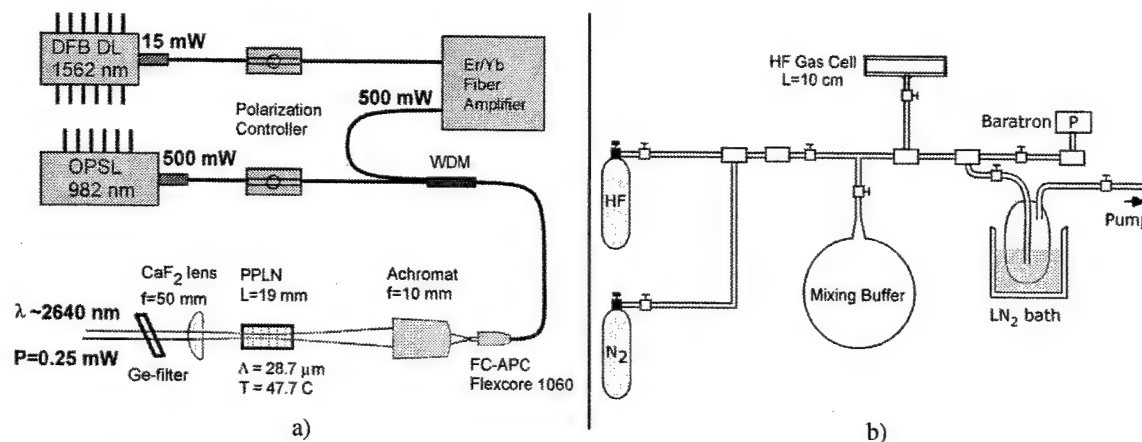 DFB DL
1562 nm
15 mW
Polarization
Controller
500 mW
Er/Yb
Fiber
Amplifier
OPSL
982 nm
500 mW
WDM
CaF2 lens
f=50 mm
PPLN
L=19 mm
Achromat
f=10 mm
λ ~2640 nm
P=0.25 mW
Ge-filter
Λ = 28.7 µm
T = 47.7 C
FC-APC
Flexcore 1060
a)
HF Gas Cell
L=10 cm
Baratron
P
HF
Mixing Buffer
Pump
LN2 bath
N2
b)